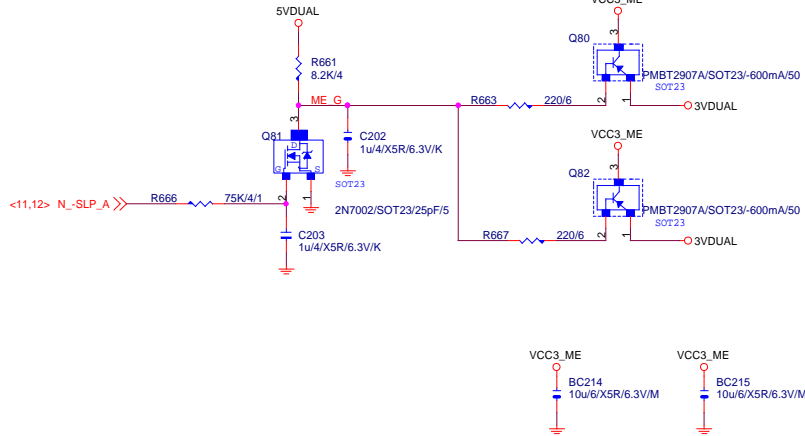 VCC3_ME
5VDUAL
Q80
3
R661
8.2K/4
PMBT2907A/SOT23/-600mA/50
SOT23
ME_G
R663
220/6
2
1
3VDUAL
3
Q81
D
G
S
C202
1u/4/X5R/6.3V/K
VCC3_ME
3
Q82
SOT23
2
1
PMBT2907A/SOT23/-600mA/50
SOT23
<11,12> N_-SLP_A
R666
75K/4/1
2N7002/SOT23/25pF/5
C203
1u/4/X5R/6.3V/K
R667
220/6
2
1
3VDUAL
VCC3_ME
VCC3_ME
BC214
10u/6/X5R/6.3V/M
BC215
10u/6/X5R/6.3V/M